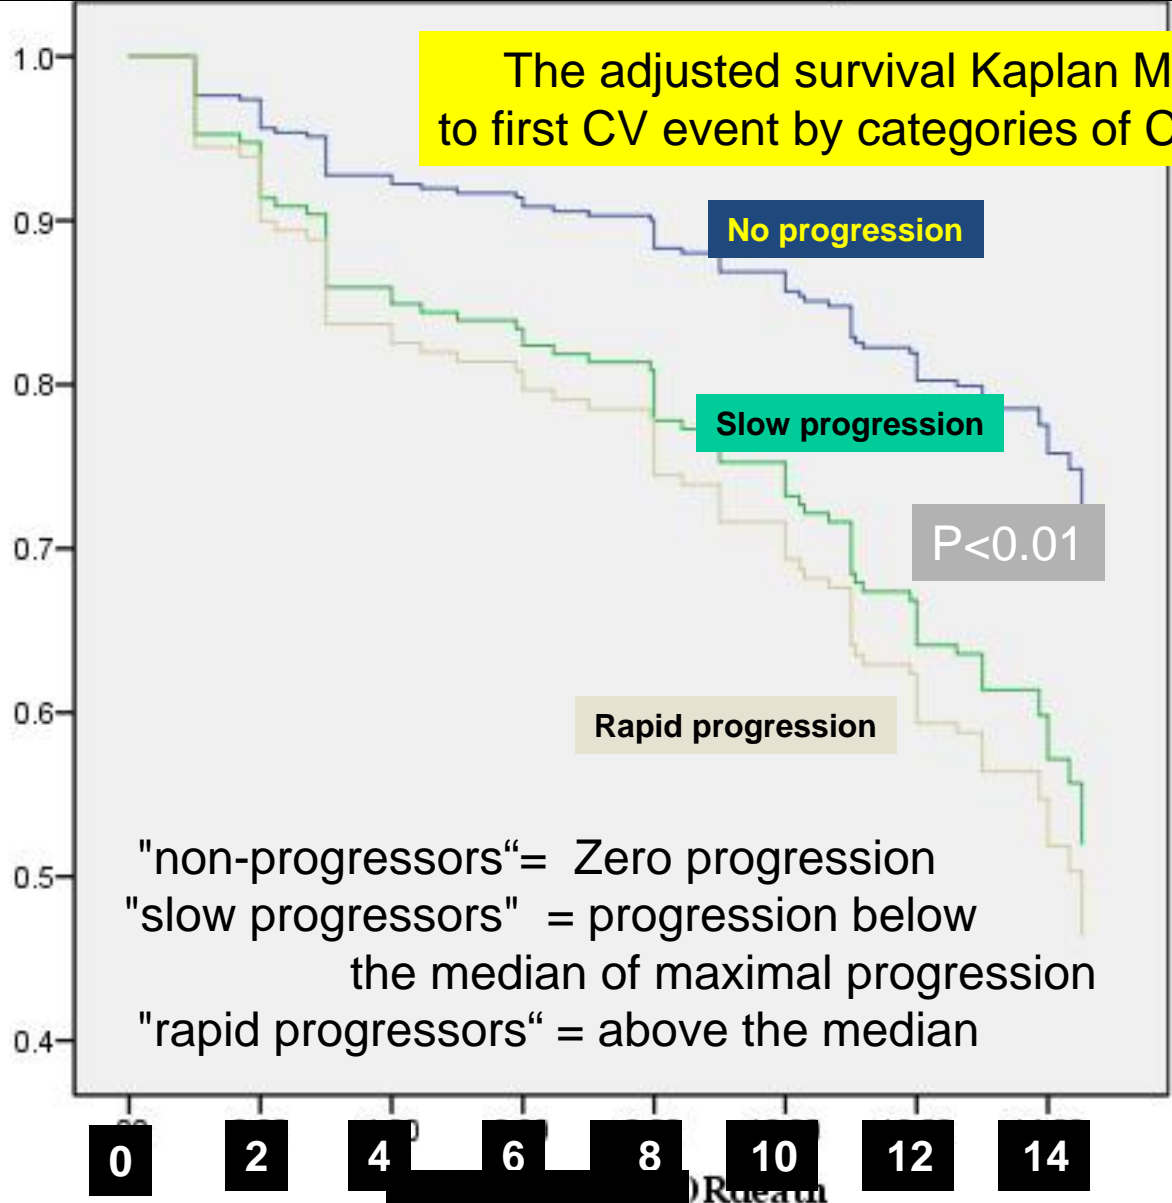 The adjusted survival Kaplan M
to first CV event by categories of C
1.0
0.9
0.8
0.7
0.6
0.5
0.4
No progression
Slow progression
P<0.01
Rapid progression
"non-progressors“= Zero progression
"slow progressors" = progression below
the median of maximal progression
"rapid progressors“ = above the median
0 2 4 6 8 10 12 14
)Rdeath